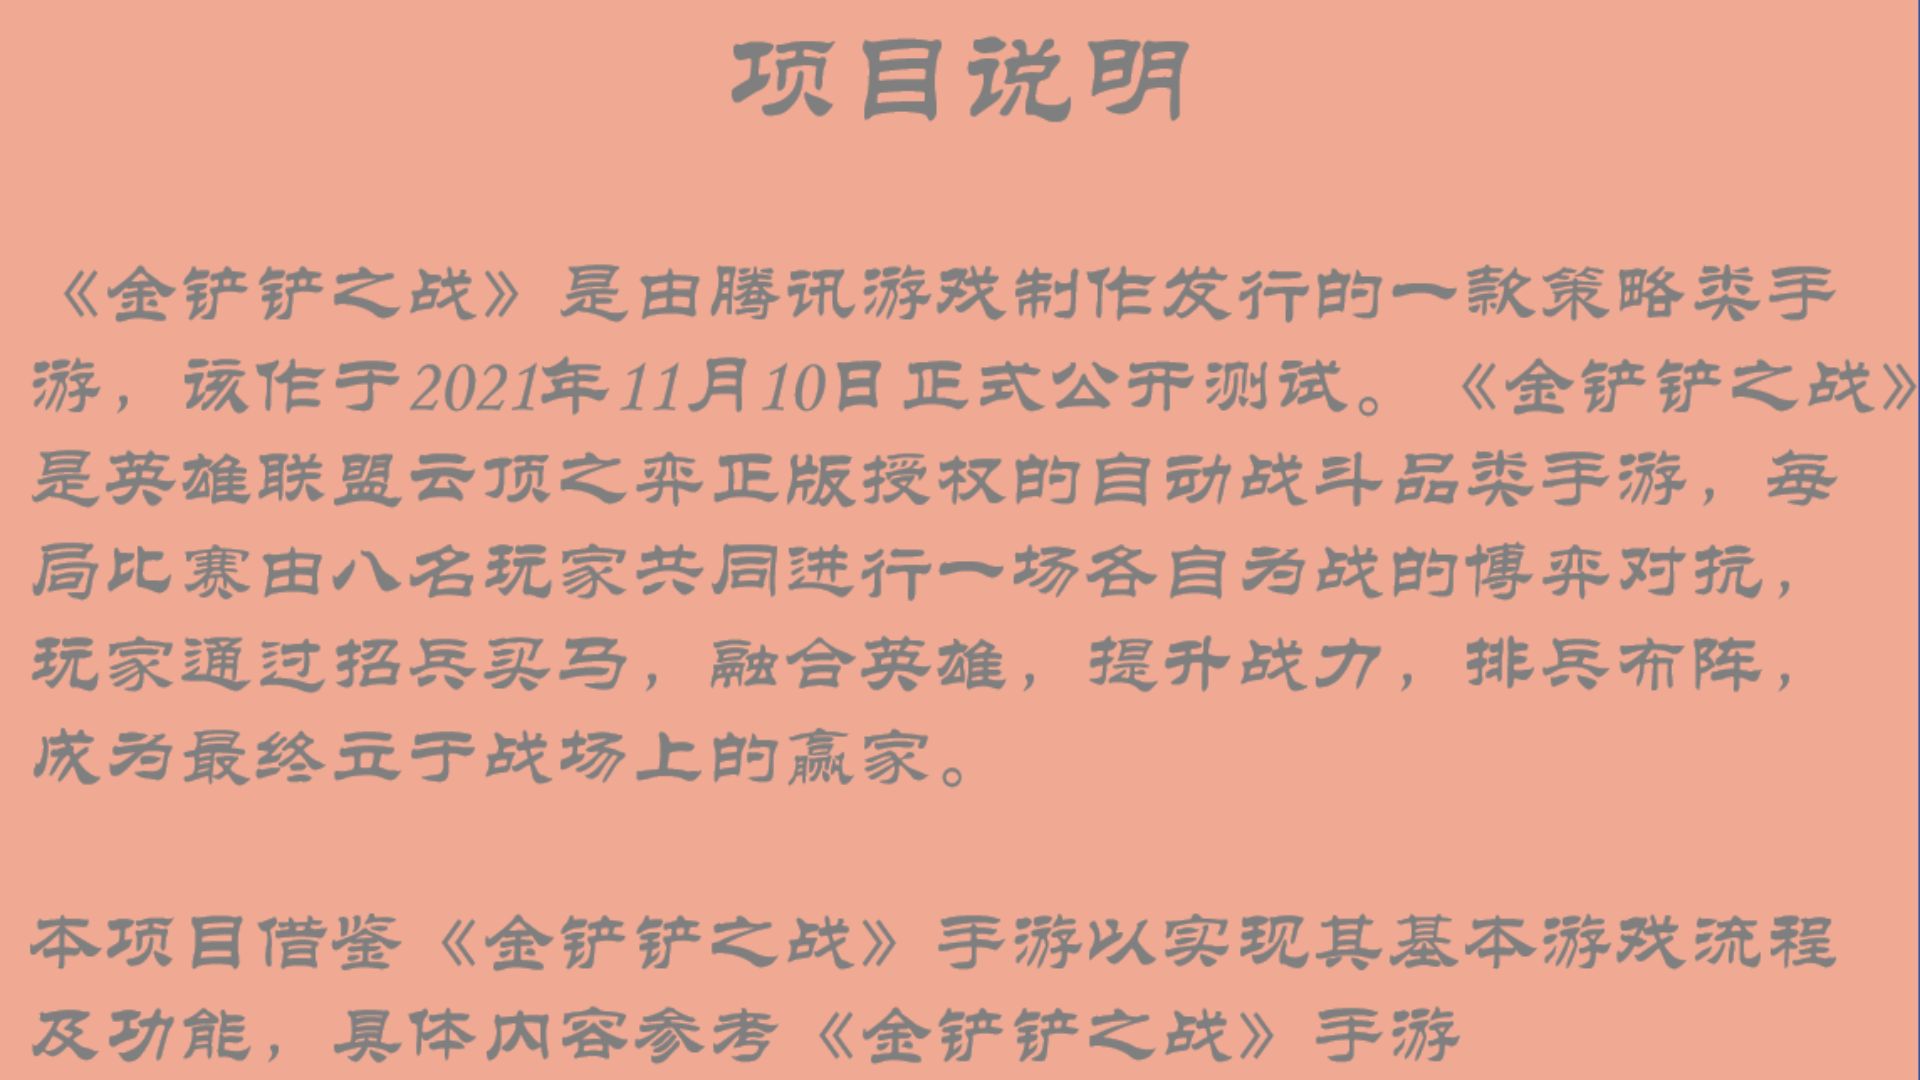 项目说明
《金铲铲之战》是由腾讯游戏制作发行的一款策略类手
游，该作于2021年11月10日正式公开测试。《金铲铲之战》
是英雄联盟云顶之弈正版授权的自动战斗品类手游，每
局比赛由八名玩家共同进行一场各自为战的博弈对抗，
玩家通过招兵买马，融合英雄，提升战力，排兵布阵，
成为最终立于战场上的赢家。
本项目借鉴《金铲铲之战》手游以实现其基本游戏流程
及功能，具体内容参考《金铲铲之战》手游